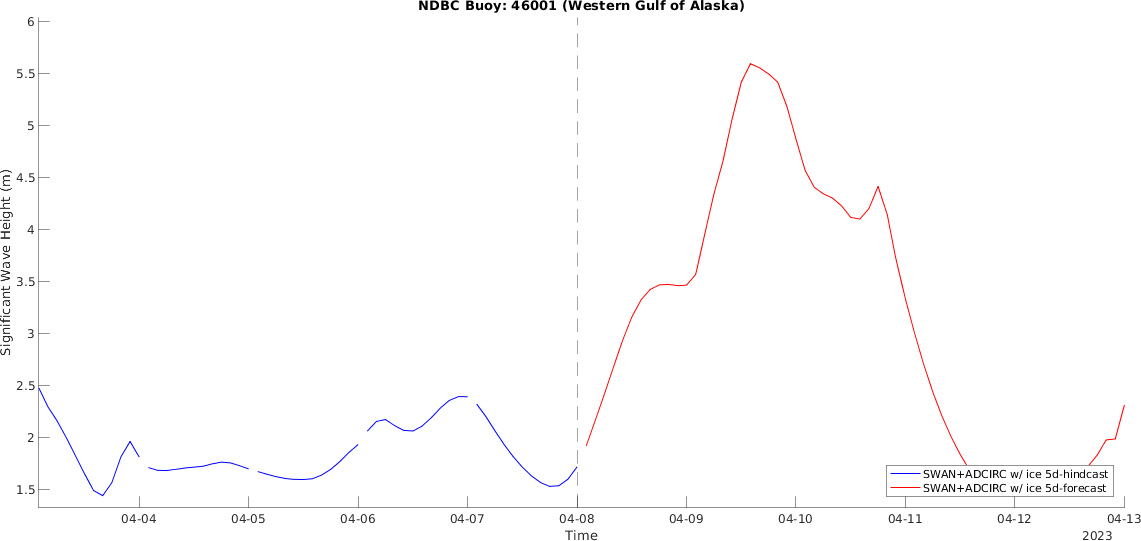 NDBC Buoy: 46001 (Western Gulf of Alaska)
6
5.5
5
4.5
4
3.5
3
2.5
2
1.5
Significant Wave Height (m)
SWAN+ADCIRC w/ ice 5d-hindcast
SWAN+ADCIRC w/ ice 5d-forecast
04-04 04-05 04-06 04-07 04-08 04-09 04-10 04-11 04-12 04-13
Time
2023